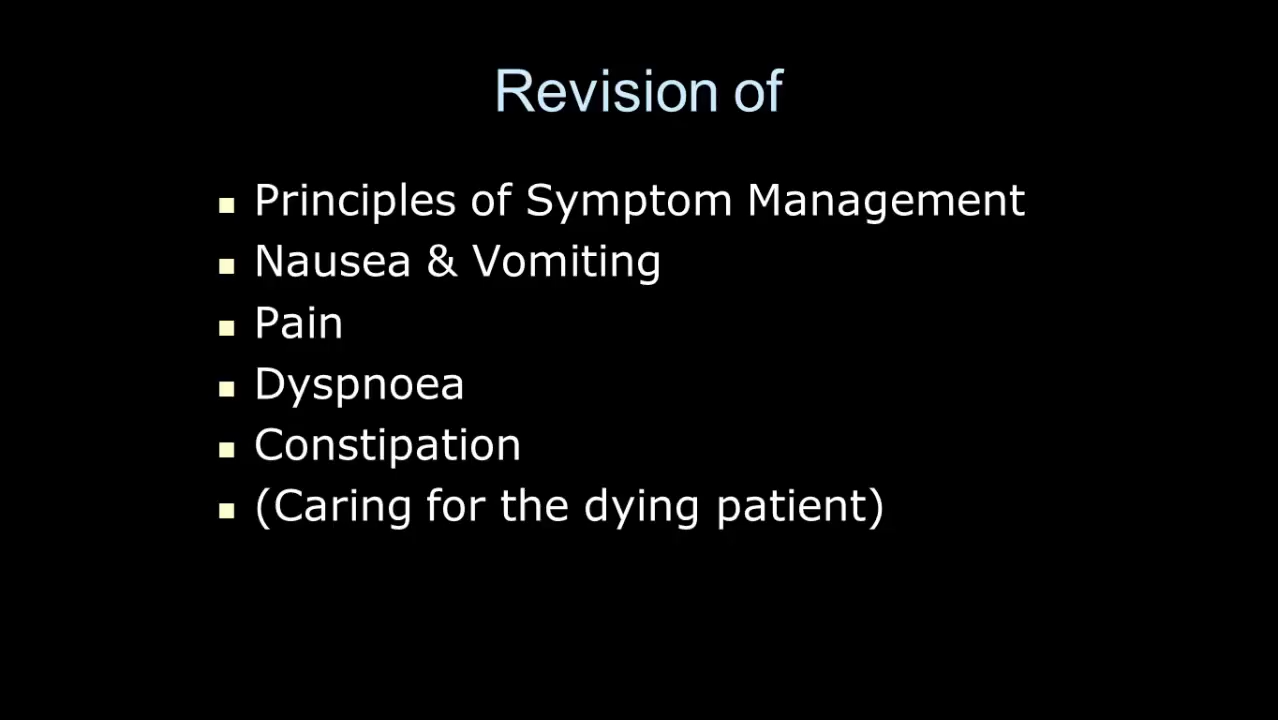 Revision of
Principles of Symptom Management
Nausea & Vomiting
Pain
Dyspnoea
Constipation
(Caring for the dying patient)